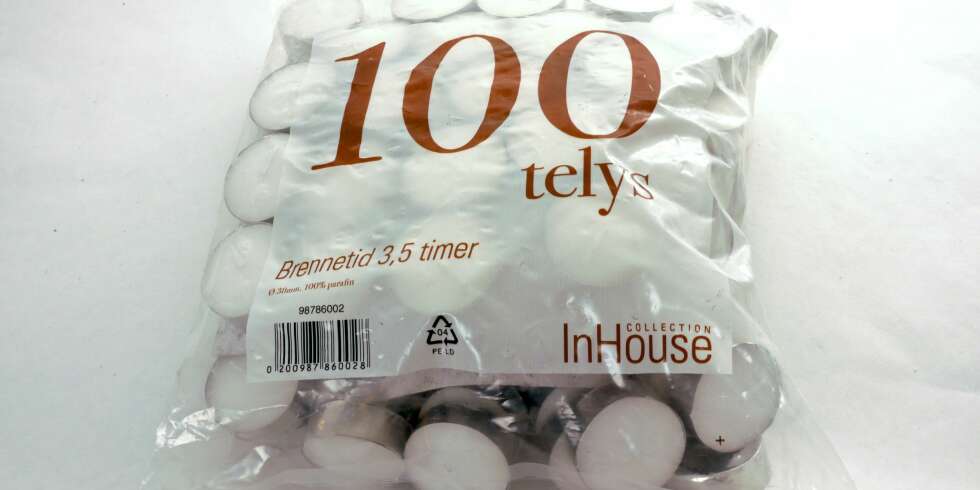 100
telys
Brennetid 3,5 timer
Ø 38mm, 100% parafin
98786002
0 200987 860028
04
PE-LD
COLLECTION
InHouse